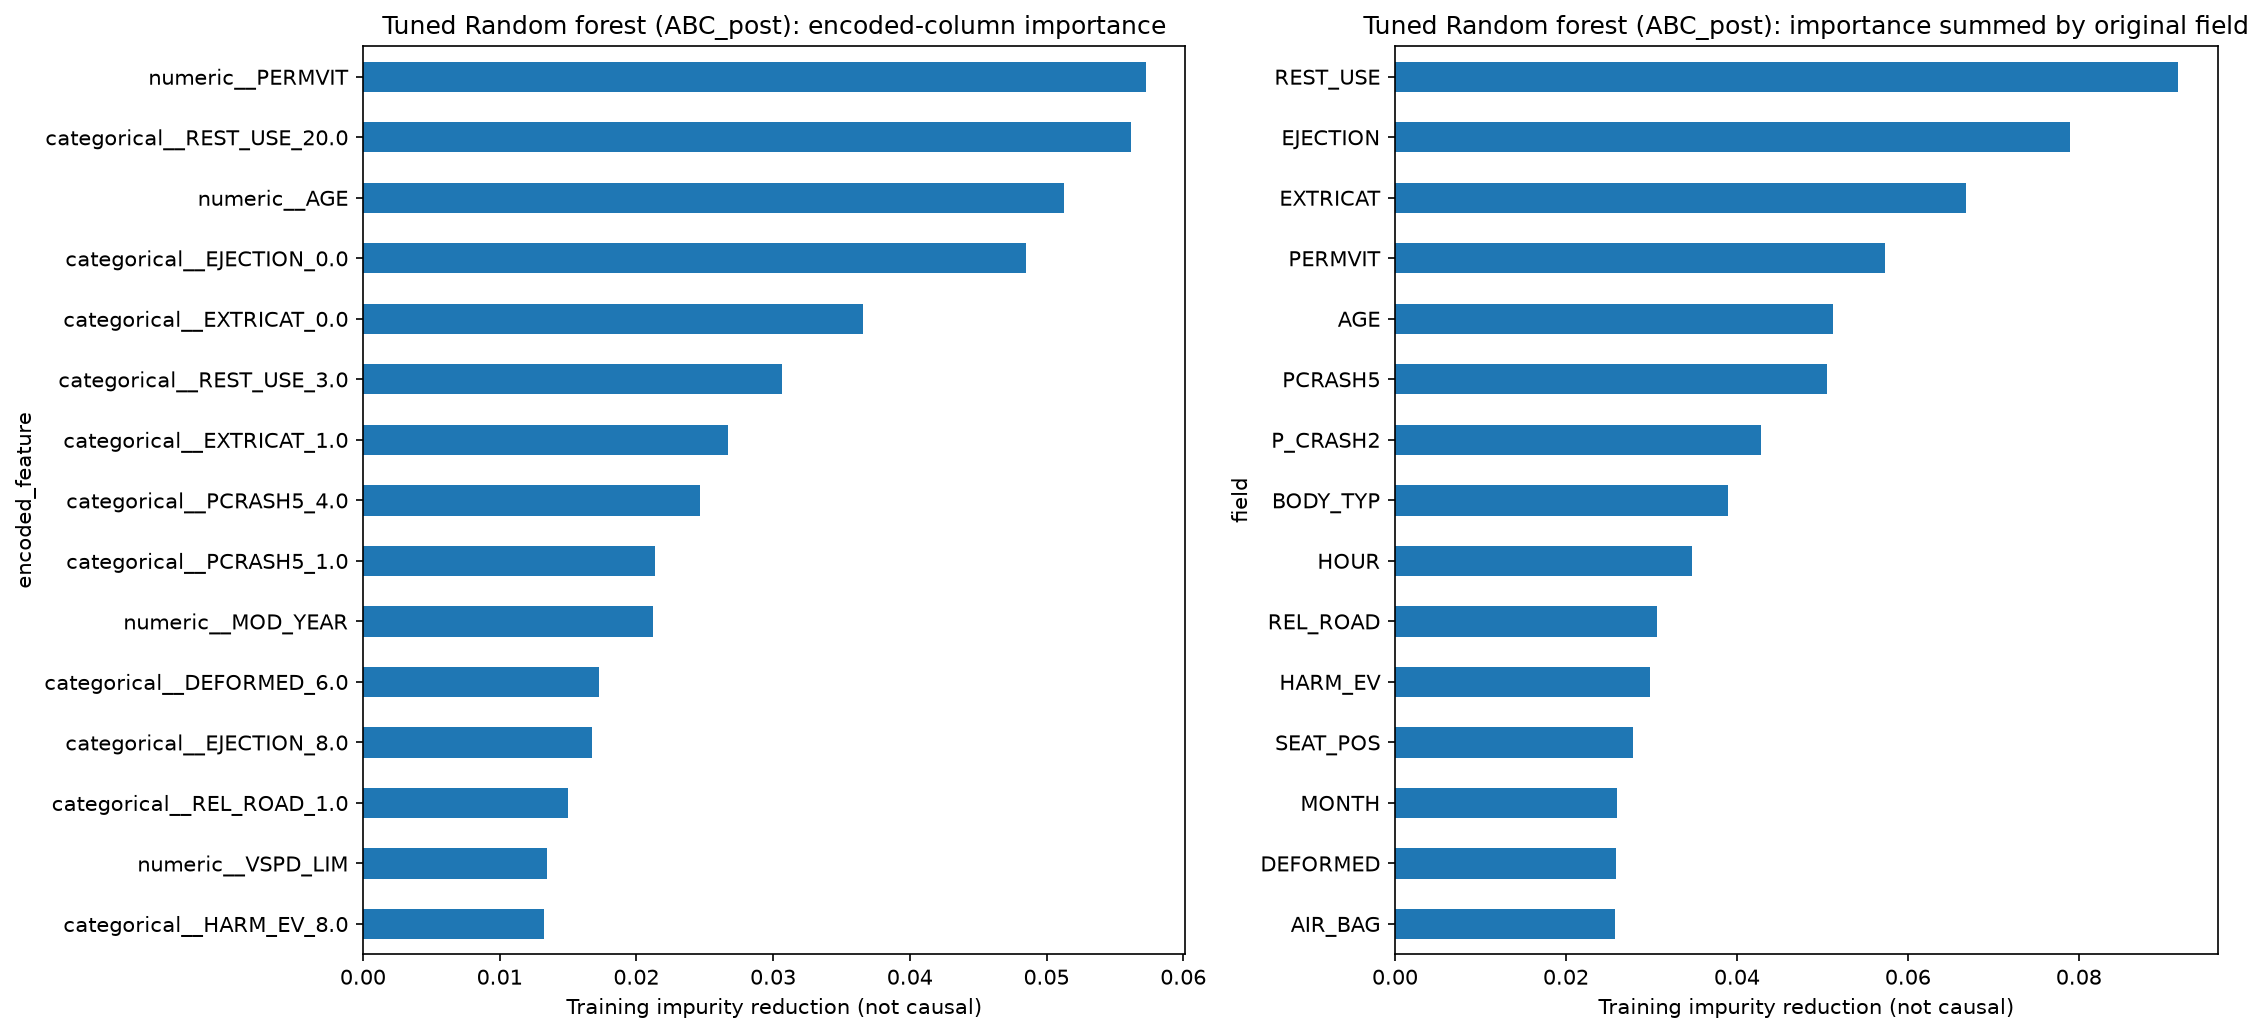 Tuned Random forest (ABC_post): encoded-column importance
encoded_feature
numeric__PERMVIT
categorical__REST_USE_20.0
numeric__AGE
categorical__EJECTION_0.0
categorical__EXTRICAT_0.0
categorical__REST_USE_3.0
categorical__EXTRICAT_1.0
categorical__PCRASH5_4.0
categorical__PCRASH5_1.0
numeric__MOD_YEAR
categorical__DEFORMED_6.0
categorical__EJECTION_8.0
categorical__REL_ROAD_1.0
numeric__VSPD_LIM
categorical__HARM_EV_8.0
0.00 0.01 0.02 0.03 0.04 0.05 0.06
Training impurity reduction (not causal)
Tuned Random forest (ABC_post): importance summed by original field
field
REST_USE
EJECTION
EXTRICAT
PERMVIT
AGE
PCRASH5
P_CRASH2
BODY_TYP
HOUR
REL_ROAD
HARM_EV
SEAT_POS
MONTH
DEFORMED
AIR_BAG
0.00 0.02 0.04 0.06 0.08
Training impurity reduction (not causal)